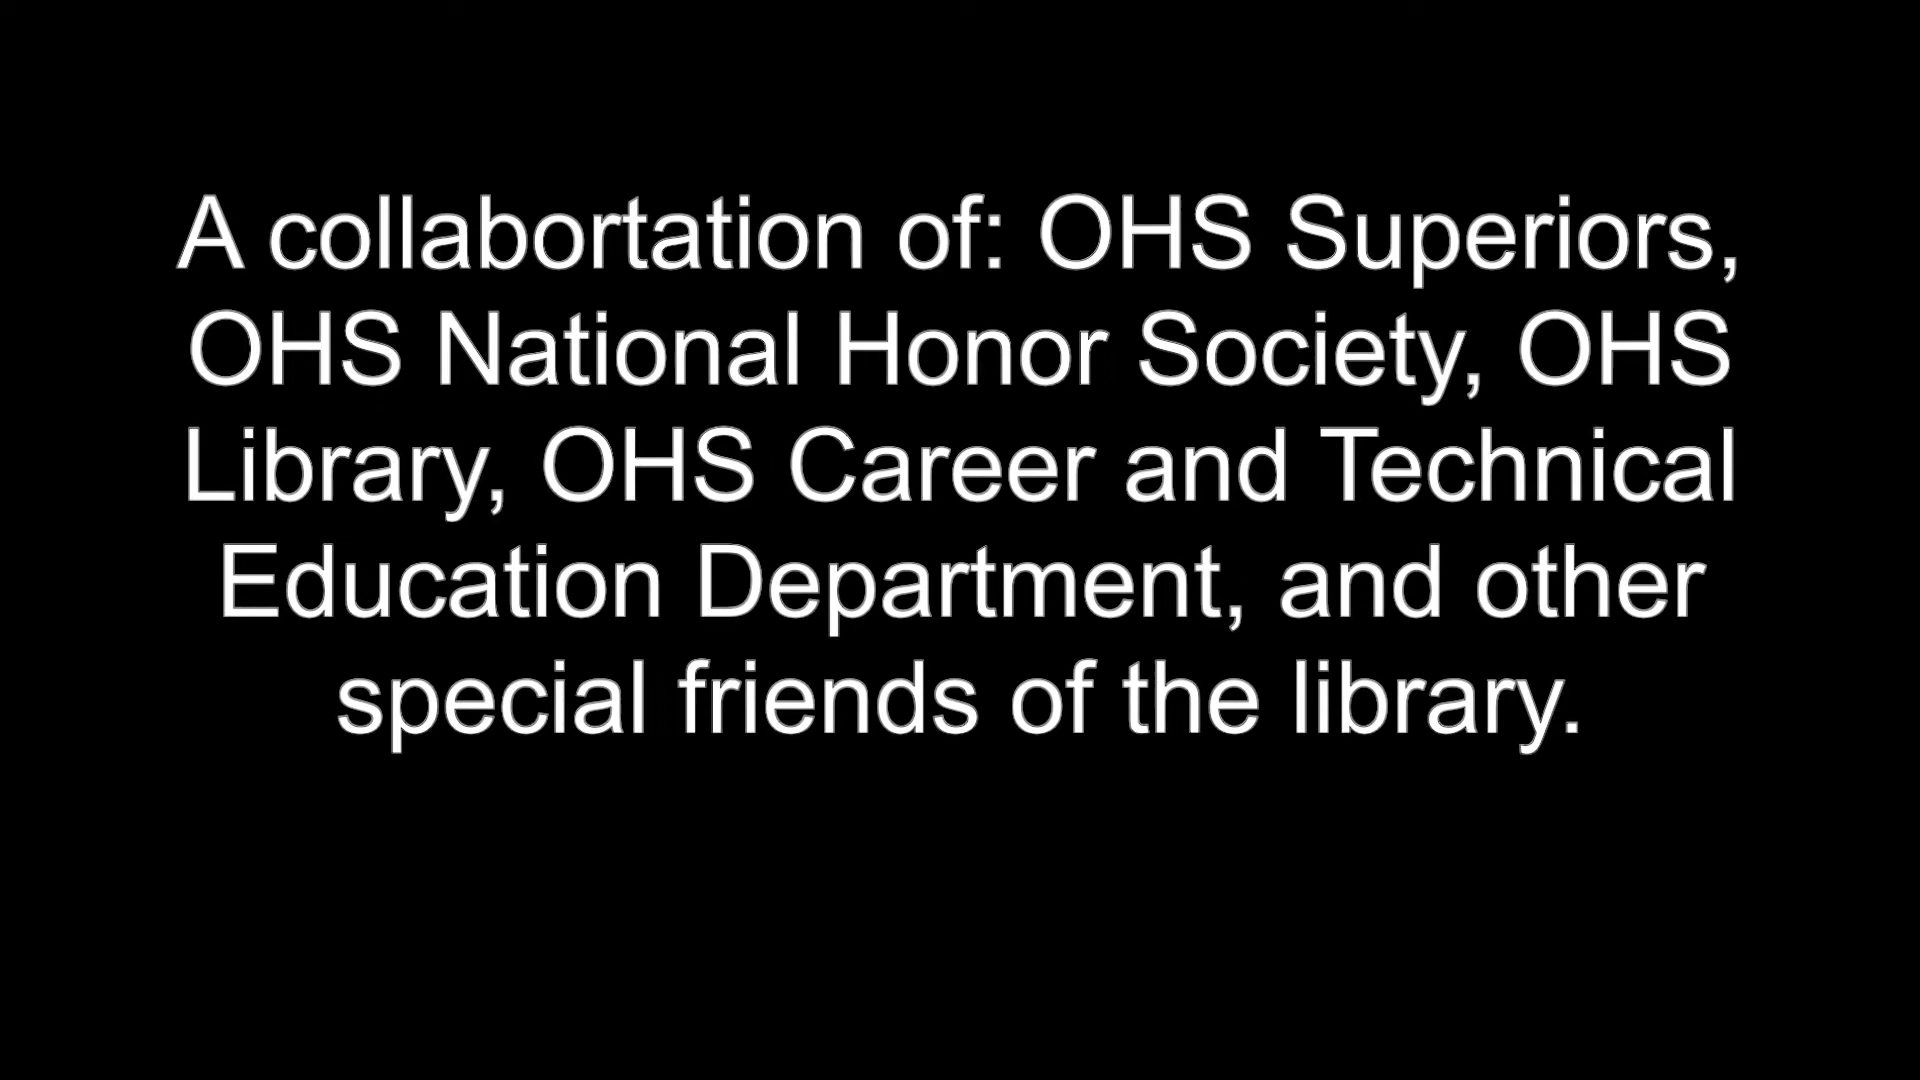 A collabortation of: OHS Superiors,
OHS National Honor Society, OHS
Library, OHS Career and Technical
Education Department, and other
special friends of the library.